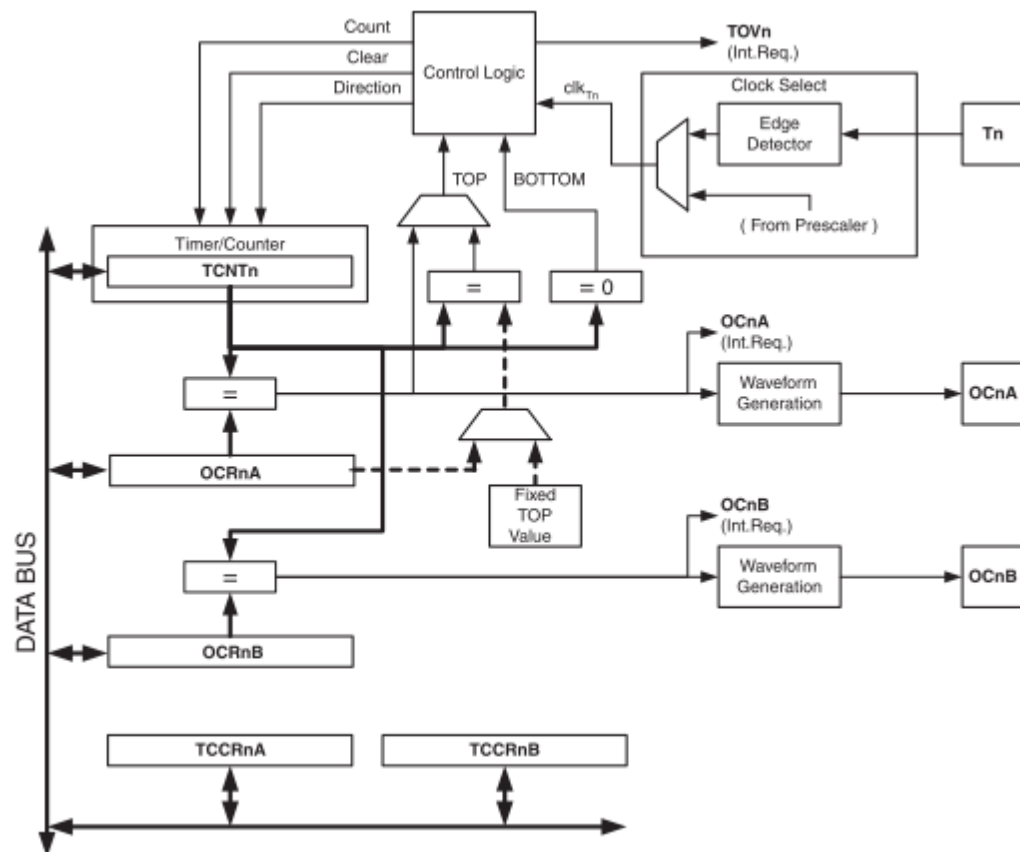 Count
Clear
Direction
Control Logic
TOVn
(Int.Req.)
clkTn
Clock Select
Edge
Detector
Tn
( From Prescaler )
TOP
BOTTOM
Timer/Counter
TCNTn
=
= 0
OCnA
(Int.Req.)
=
Waveform
Generation
OCnA
OCRnA
Fixed
TOP
Value
OCnB
(Int.Req.)
=
Waveform
Generation
OCnB
OCRnB
DATA BUS
TCCRnA
TCCRnB